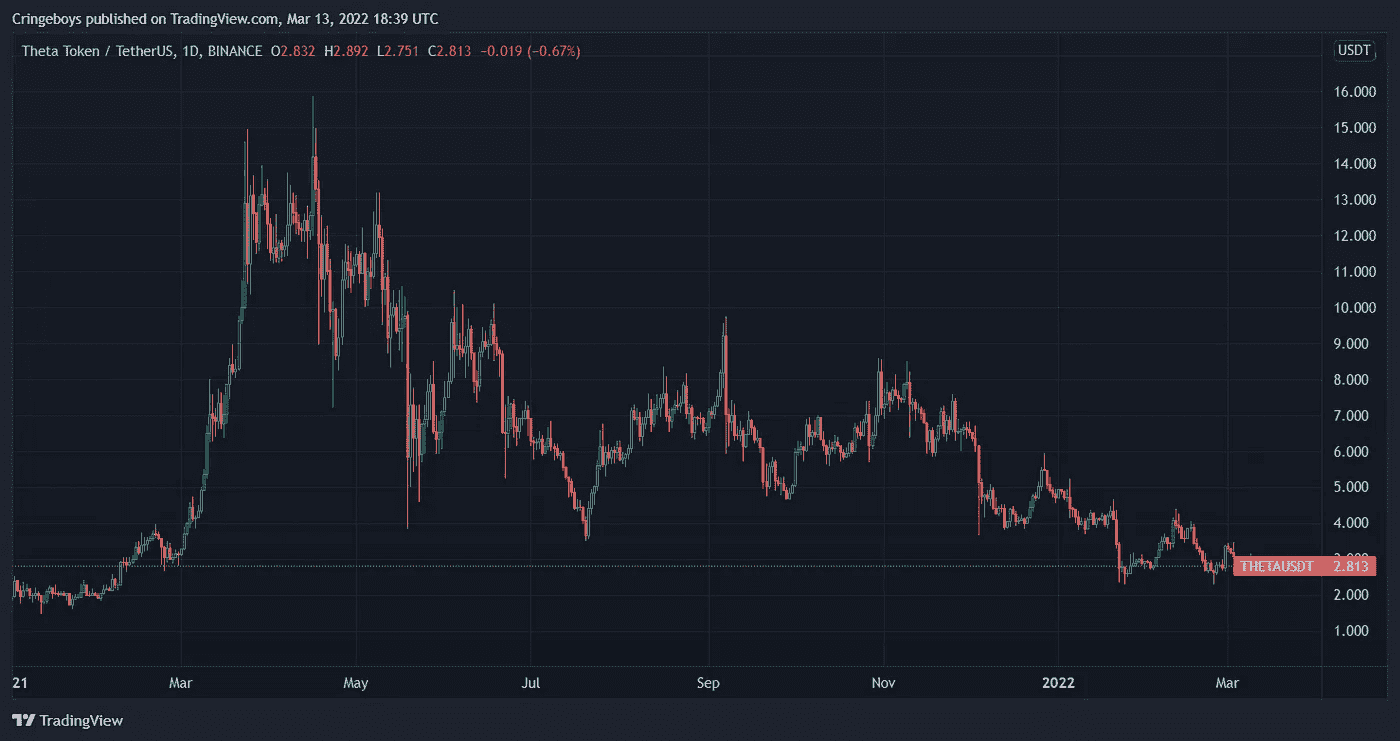 Cringeboys published on TradingView.com, Mar 13, 2022 18:39 UTC
Theta Token / TetherUS, 1D, BINANCE O2.832 H2.892 L2.751 C2.813 −0.019 (−0.67%)
USDT
16.000
15.000
14.000
13.000
12.000
11.000
10.000
9.000
8.000
7.000
6.000
5.000
4.000
THETAUSDT 2.813
2.000
1.000
21 Mar May Jul Sep Nov 2022 Mar
TradingView